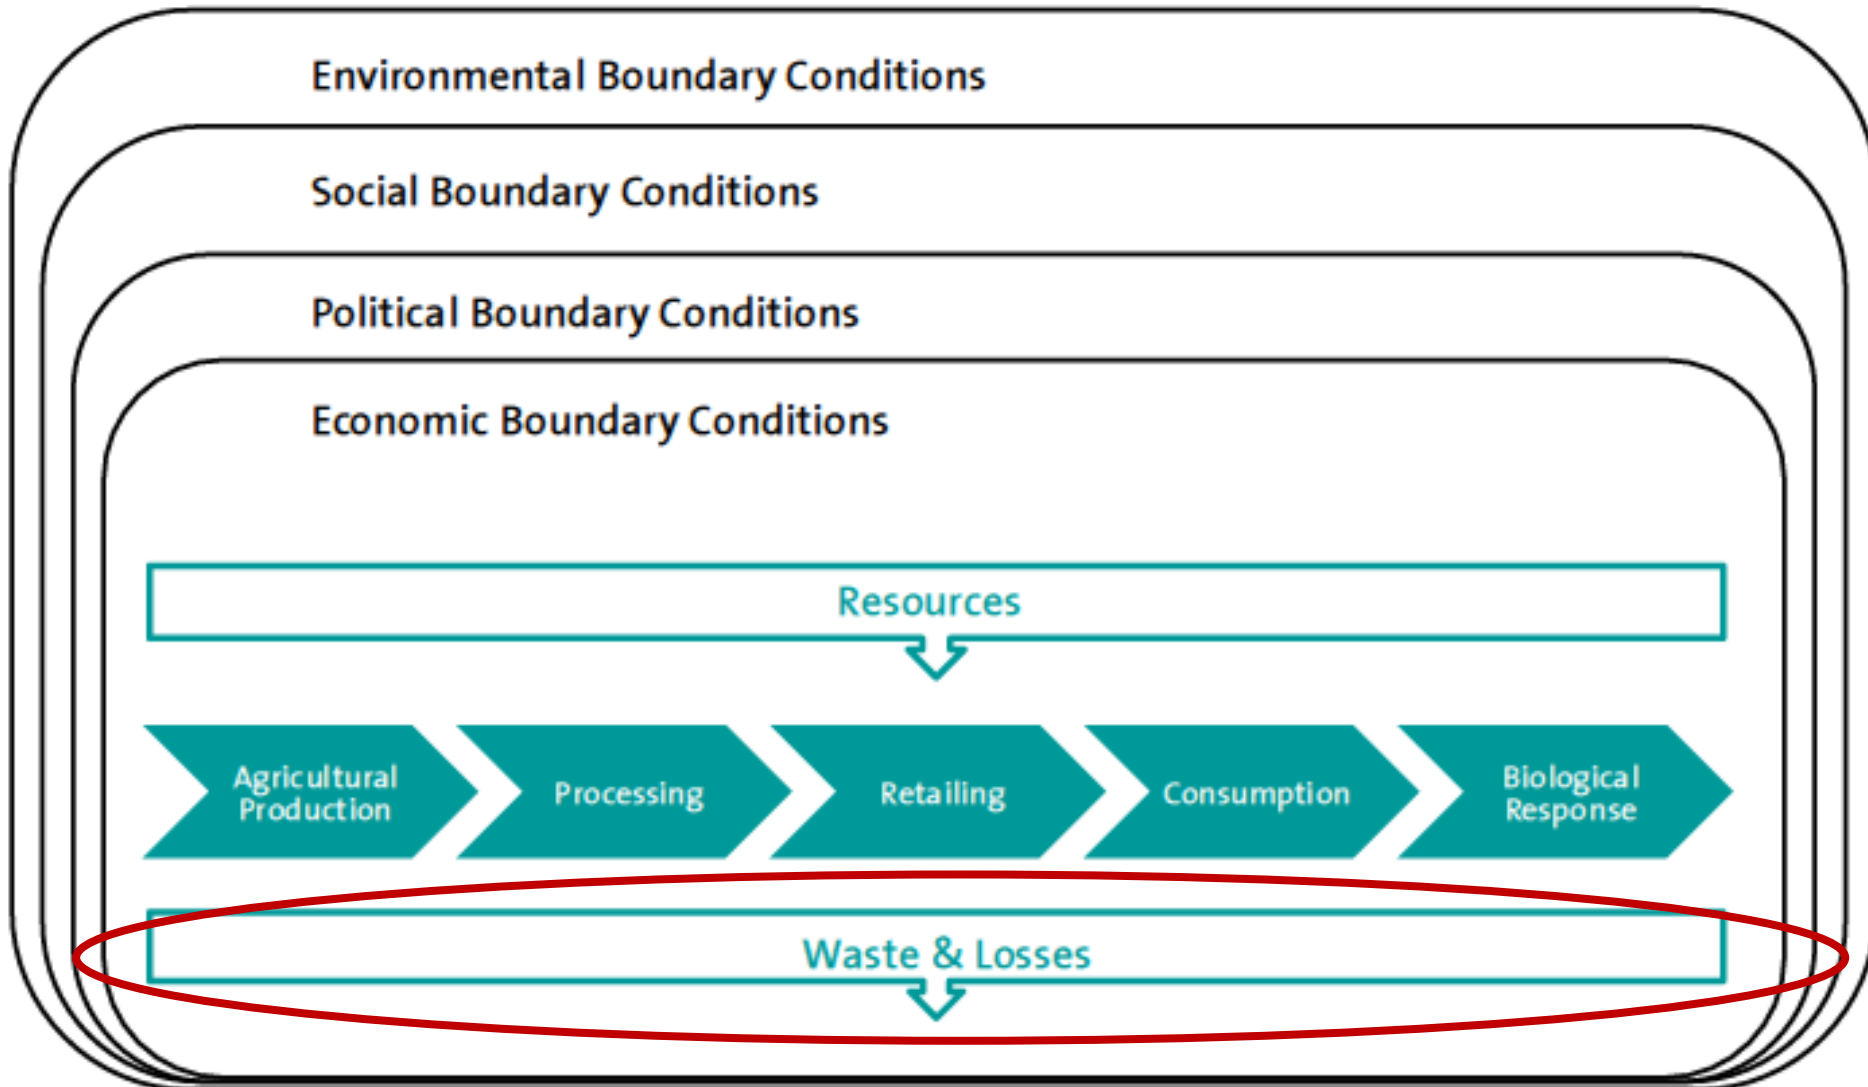 Environmental Boundary Conditions
Social Boundary Conditions
Political Boundary Conditions
Economic Boundary Conditions
Resources
Agricultural
Production
Processing
Retailing
Consumption
Biological
Response
Waste & Losses